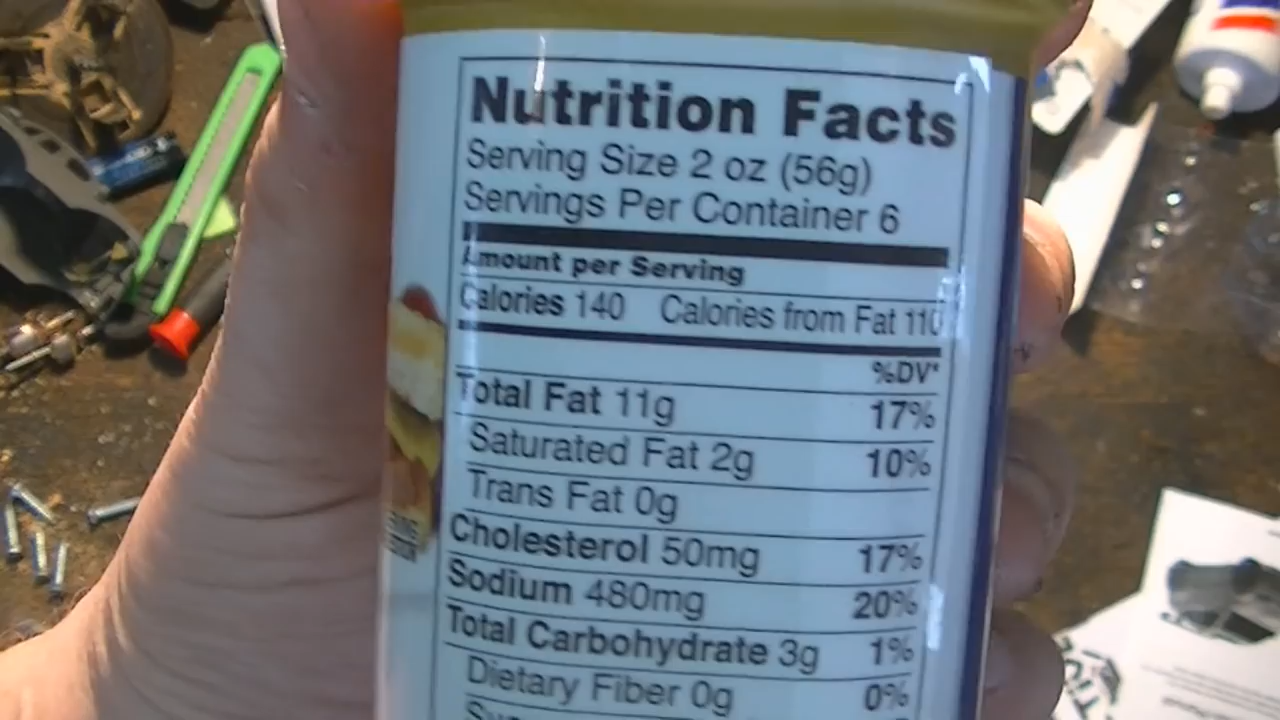 Nutrition Facts
Serving Size 2 oz (56g)
Servings Per Container 6
Amount per Serving
Calories 140 Calories from Fat 110
%DV*
Total Fat 11g 17%
Saturated Fat 2g 10%
Trans Fat 0g
Cholesterol 50mg 17%
Sodium 480mg 20%
Total Carbohydrate 3g 1%
Dietary Fiber 0g 0%